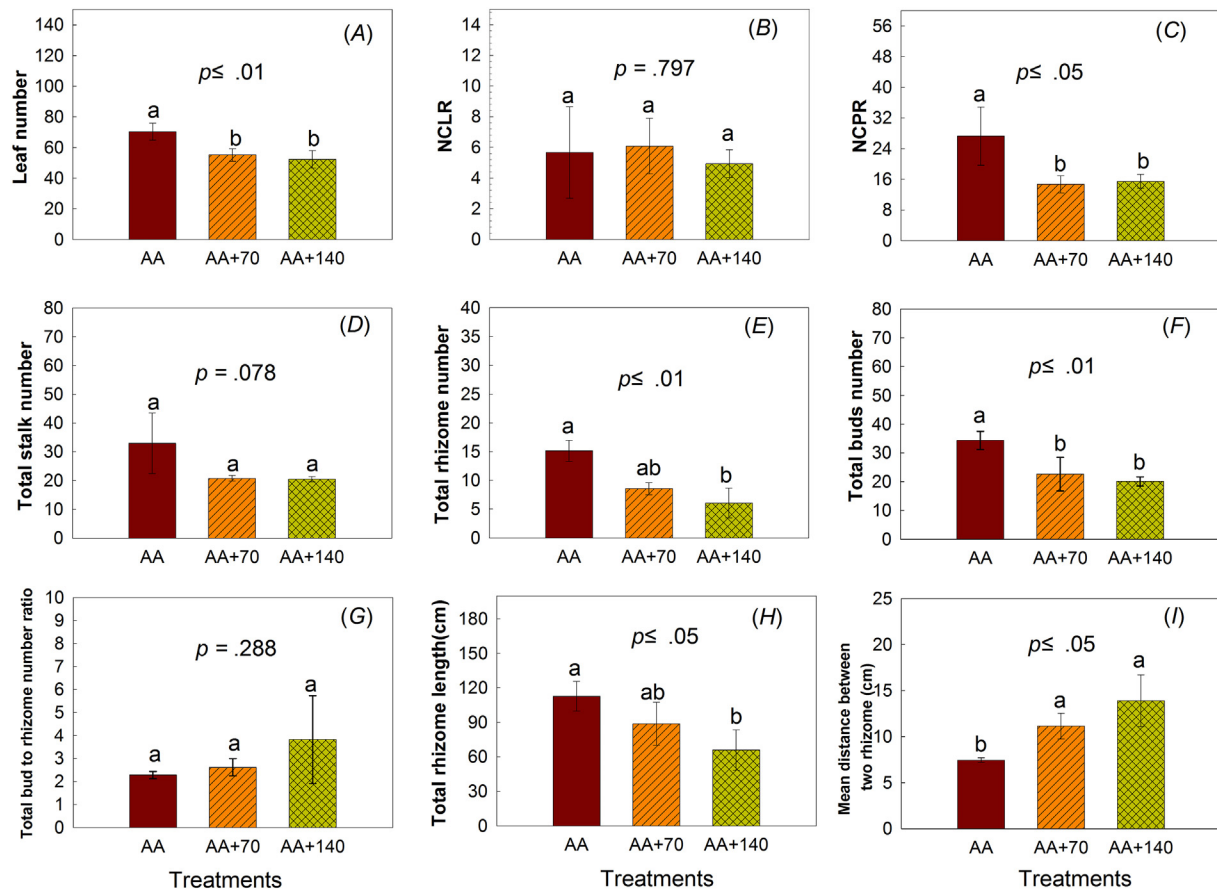 (A)
p≤ .01
Leaf number
140
120
100
80
60
40
20
0
a
b
b
AA
AA+70
AA+140
(B)
p = .797
NCLR
14
12
10
8
6
4
2
0
a
a
a
AA
AA+70
AA+140
(C)
p≤ .05
NCPR
56
48
40
32
24
16
8
0
a
b
b
AA
AA+70
AA+140
(D)
p = .078
Total stalk number
80
70
60
50
40
30
20
10
0
a
a
a
AA
AA+70
AA+140
(E)
p≤ .01
Total rhizome number
40
35
30
25
20
15
10
5
0
a
ab
b
AA
AA+70
AA+140
(F)
p≤ .01
Total buds number
80
70
60
50
40
30
20
10
0
a
b
b
AA
AA+70
AA+140
(G)
p = .288
Total bud to rhizome number ratio
10
9
8
7
6
5
4
3
2
1
0
a
a
a
AA
AA+70
AA+140
Treatments
(H)
p≤ .05
Total rhizome length(cm)
180
150
120
90
60
30
0
a
ab
b
AA
AA+70
AA+140
Treatments
(I)
p≤ .05
Mean distance between
two rhizome (cm)
25
20
15
10
5
0
b
a
a
AA
AA+70
AA+140
Treatments